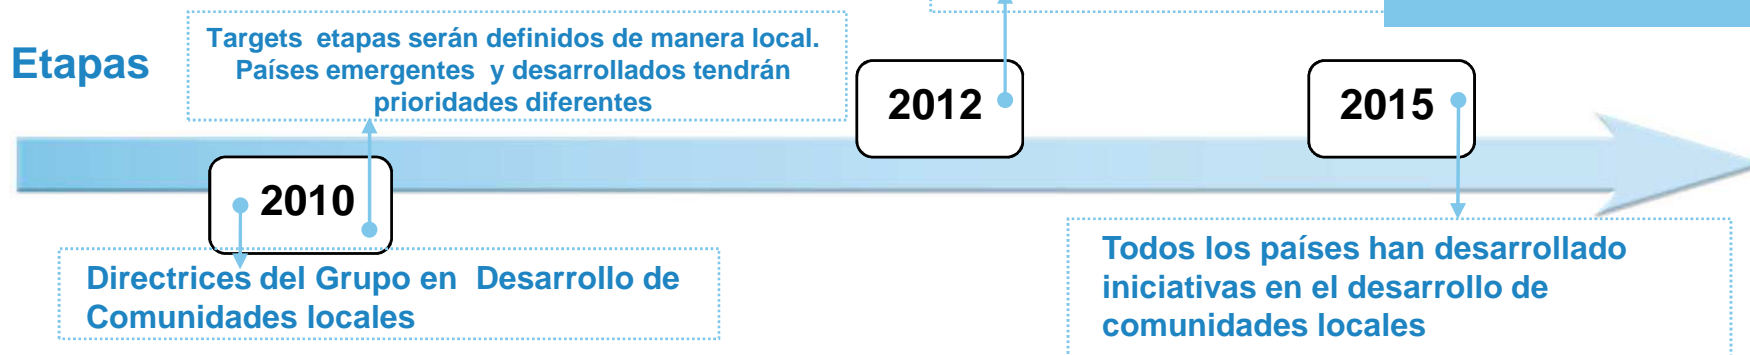 Etapas
Targets etapas serán definidos de manera local.
Países emergentes y desarrollados tendrán
prioridades diferentes
2010
2012
2015
Directrices del Grupo en Desarrollo de
Comunidades locales
Todos los países han desarrollado
iniciativas en el desarrollo de
comunidades locales